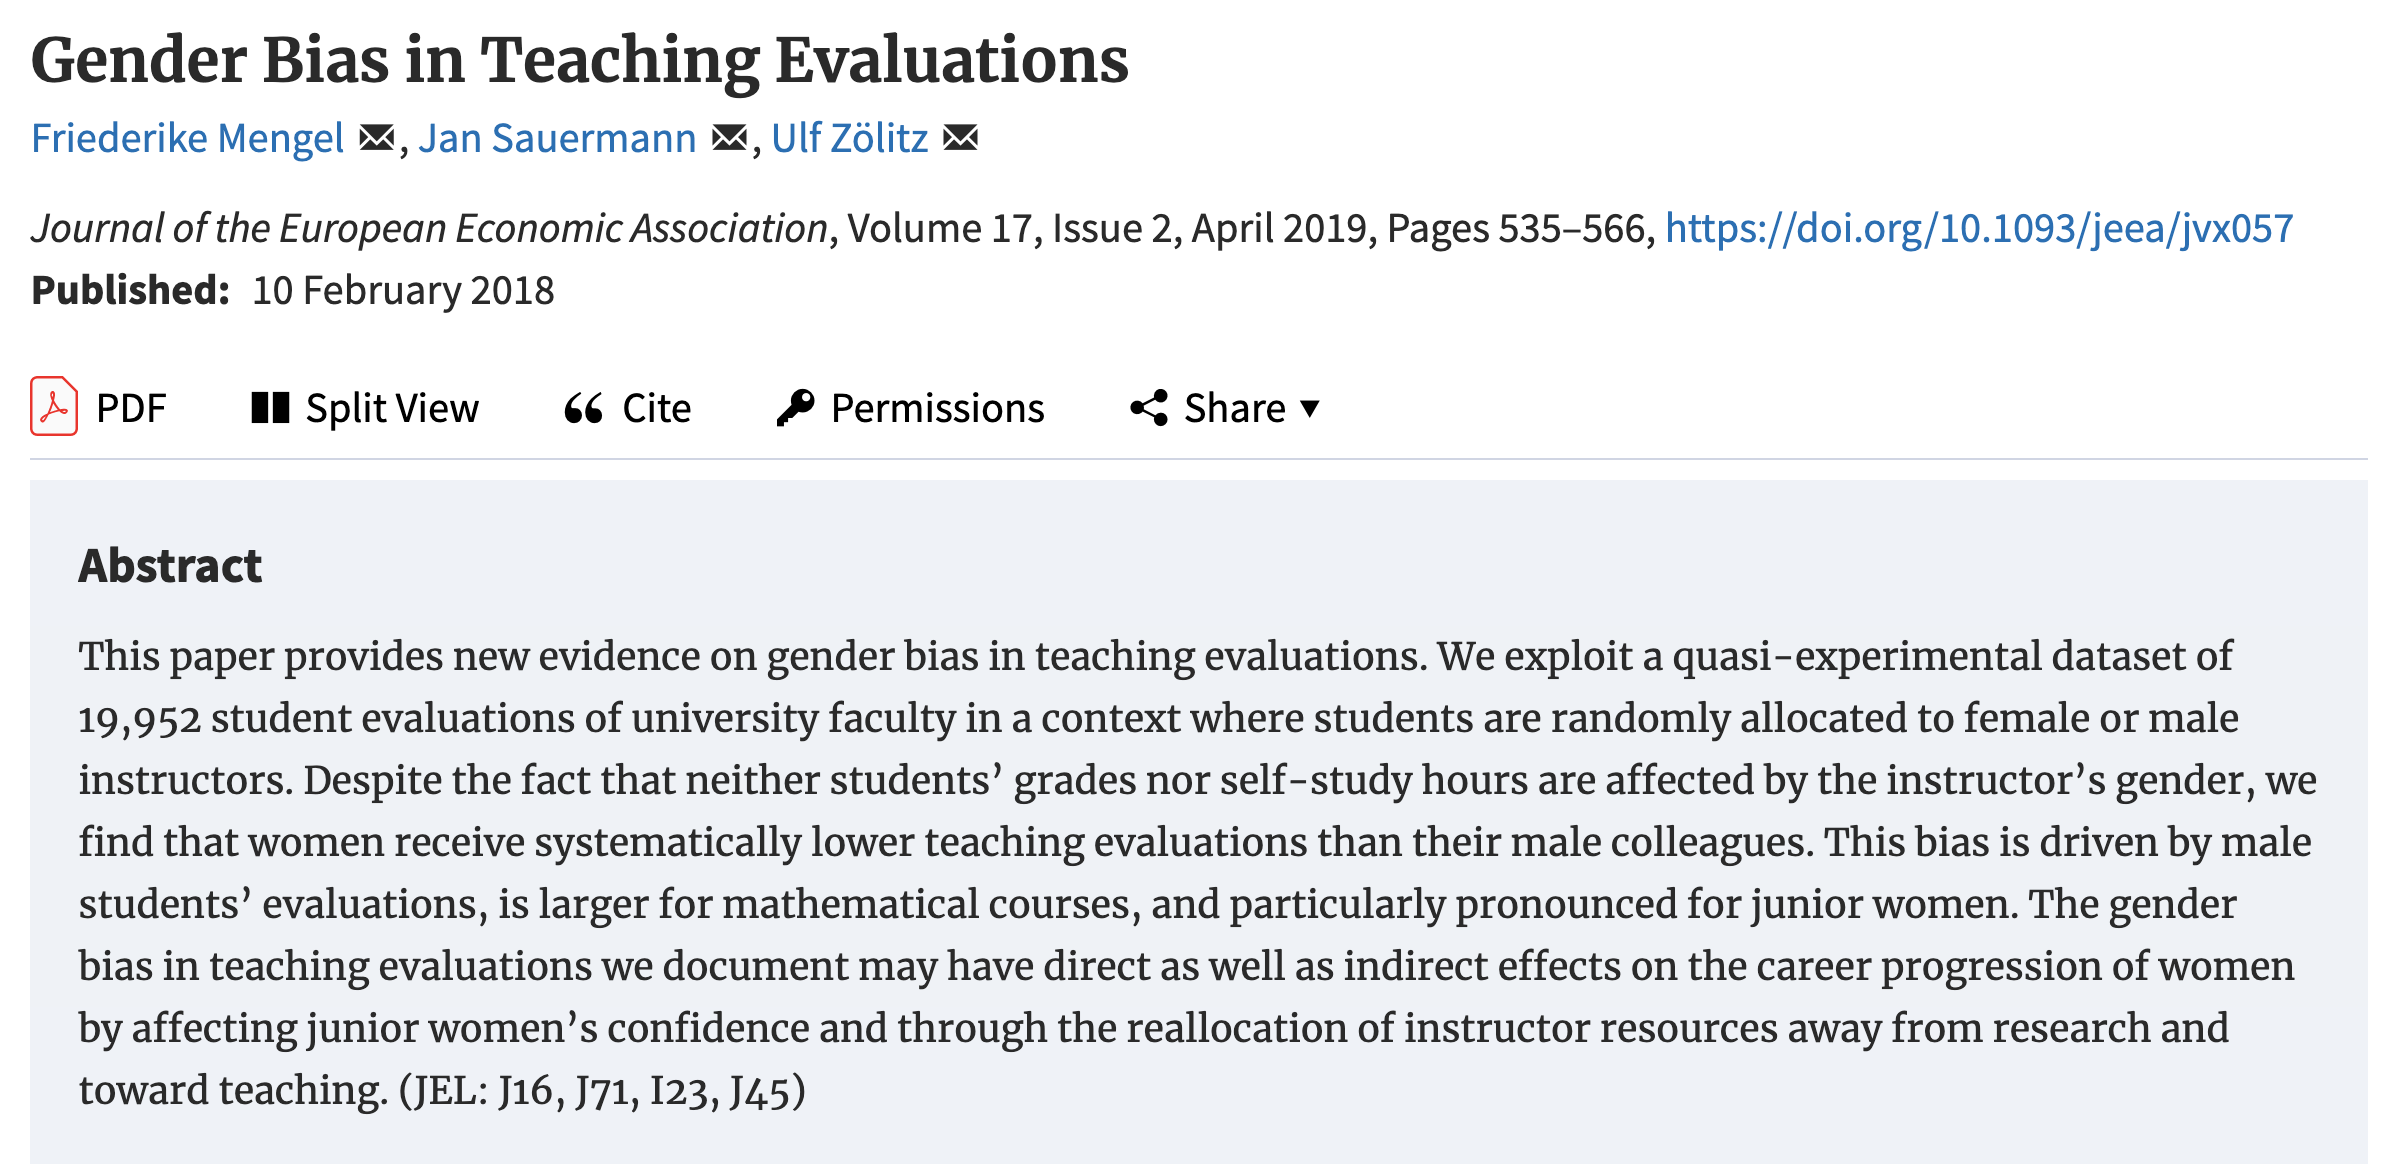 Gender Bias in Teaching Evaluations
Friederike Mengel , Jan Sauermann , Ulf Zölitz
Journal of the European Economic Association, Volume 17, Issue 2, April 2019, Pages 535–566, https://doi.org/10.1093/jeea/jvx057
Published: 10 February 2018
PDF Split View Cite Permissions Share
Abstract
This paper provides new evidence on gender bias in teaching evaluations. We exploit a quasi-experimental dataset of
19,952 student evaluations of university faculty in a context where students are randomly allocated to female or male
instructors. Despite the fact that neither students’ grades nor self-study hours are affected by the instructor’s gender, we
find that women receive systematically lower teaching evaluations than their male colleagues. This bias is driven by male
students’ evaluations, is larger for mathematical courses, and particularly pronounced for junior women. The gender
bias in teaching evaluations we document may have direct as well as indirect effects on the career progression of women
by affecting junior women’s confidence and through the reallocation of instructor resources away from research and
toward teaching. (JEL: J16, J71, I23, J45)